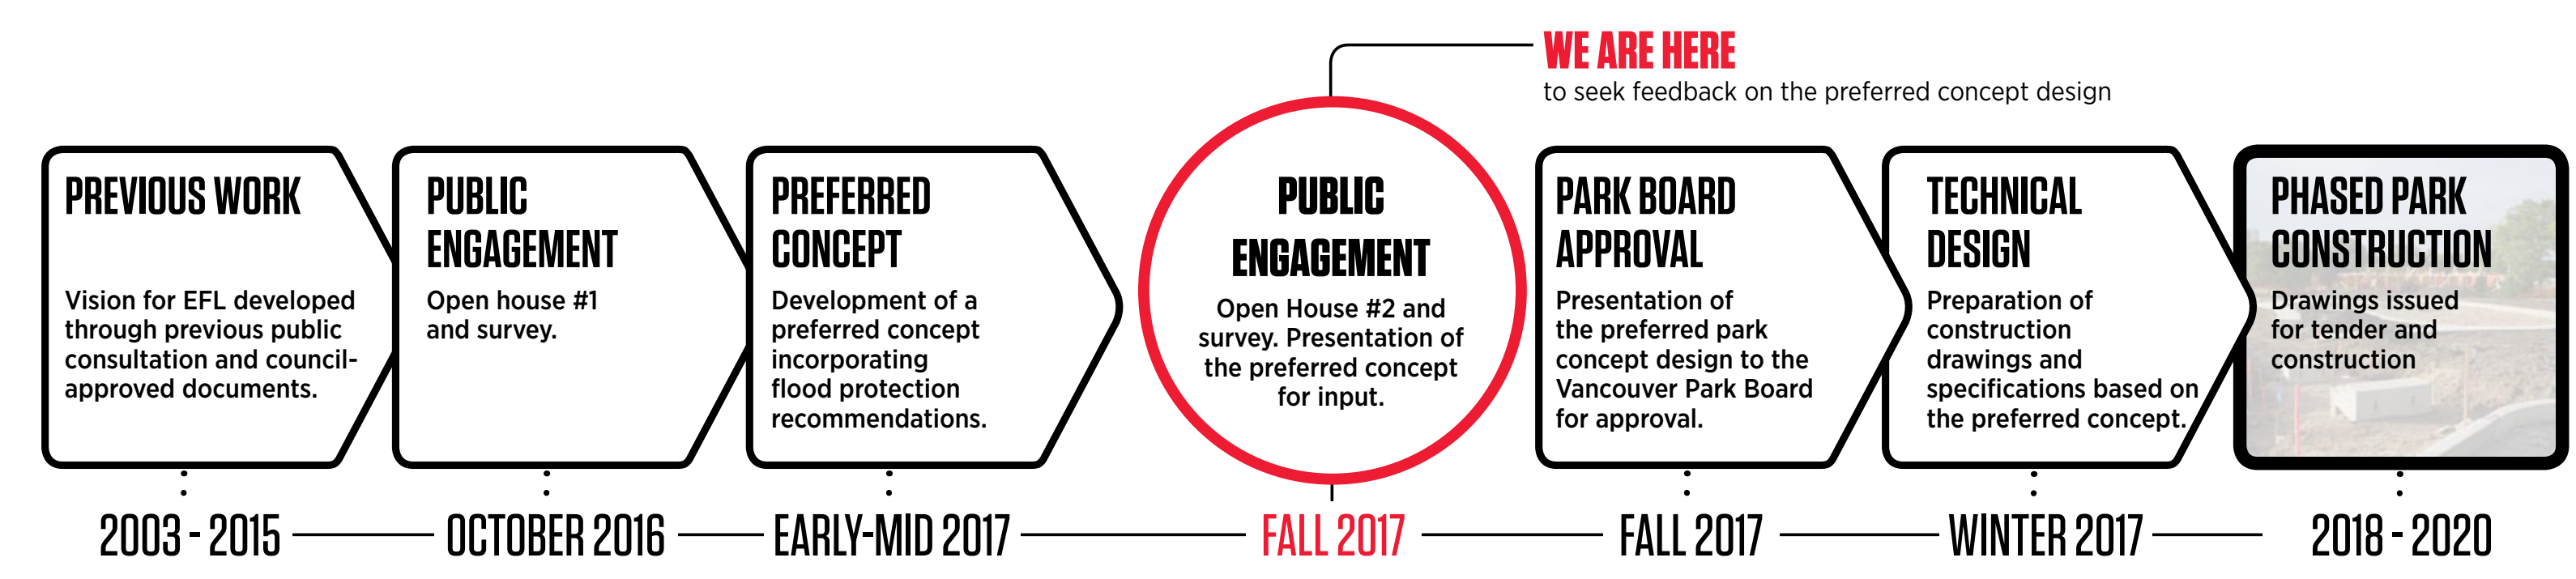 WE ARE HERE
to seek feedback on the preferred concept design
PREVIOUS WORK
Vision for EFL developed
through previous public
consultation and council-
approved documents.
2003 - 2015
PUBLIC
ENGAGEMENT
Open house #1
and survey.
OCTOBER 2016
PREFERRED
CONCEPT
Development of a
preferred concept
incorporating
flood protection
recommendations.
EARLY-MID 2017
PUBLIC
ENGAGEMENT
Open House #2 and
survey. Presentation of
the preferred concept
for input.
FALL 2017
PARK BOARD
APPROVAL
Presentation of
the preferred park
concept design to the
Vancouver Park Board
for approval.
FALL 2017
TECHNICAL
DESIGN
Preparation of
construction
drawings and
specifications based on
the preferred concept.
WINTER 2017
PHASED PARK
CONSTRUCTION
Drawings issued
for tender and
construction
2018 - 2020